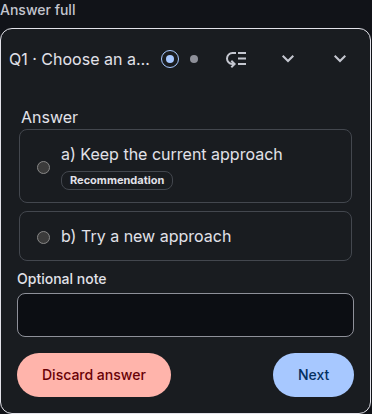 Answer full
Q1 · Choose an a...
Answer
a) Keep the current approach
Recommendation
b) Try a new approach
Optional note
Discard answer
Next